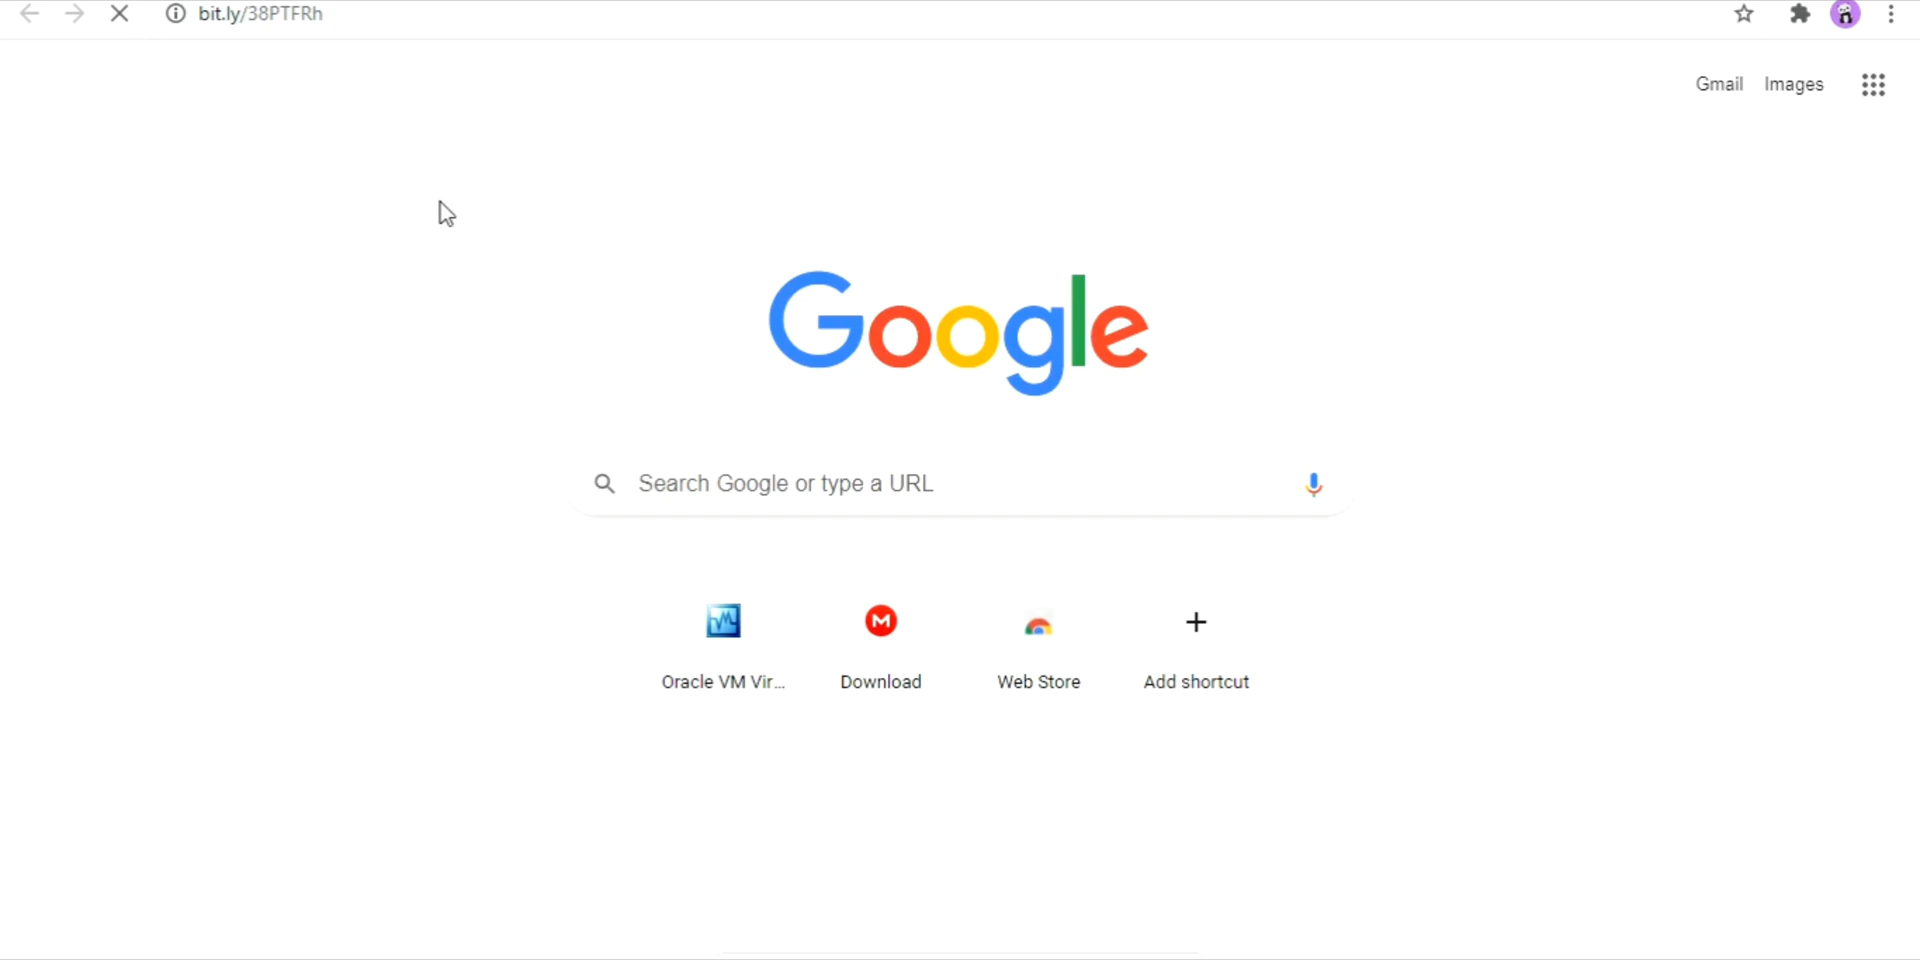 bit.ly/38PTFRh
Gmail Images
Google
Search Google or type a URL
Oracle VM Vir...
Download
Web Store
Add shortcut